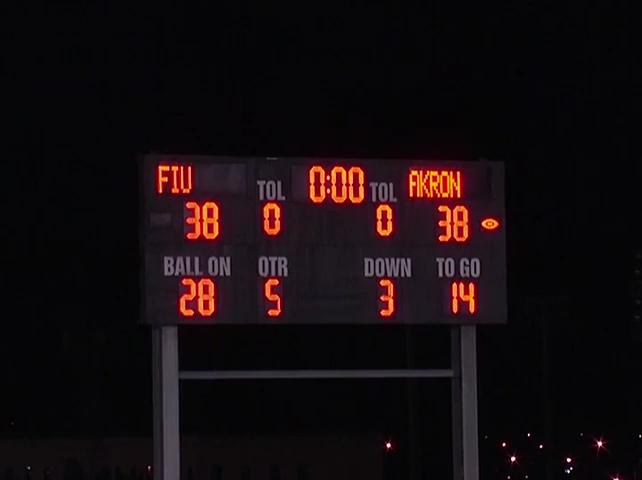 FIU TOL 0:00 TOL AKRON
38 0 0 38
BALL ON QTR DOWN TO GO
28 5 3 14